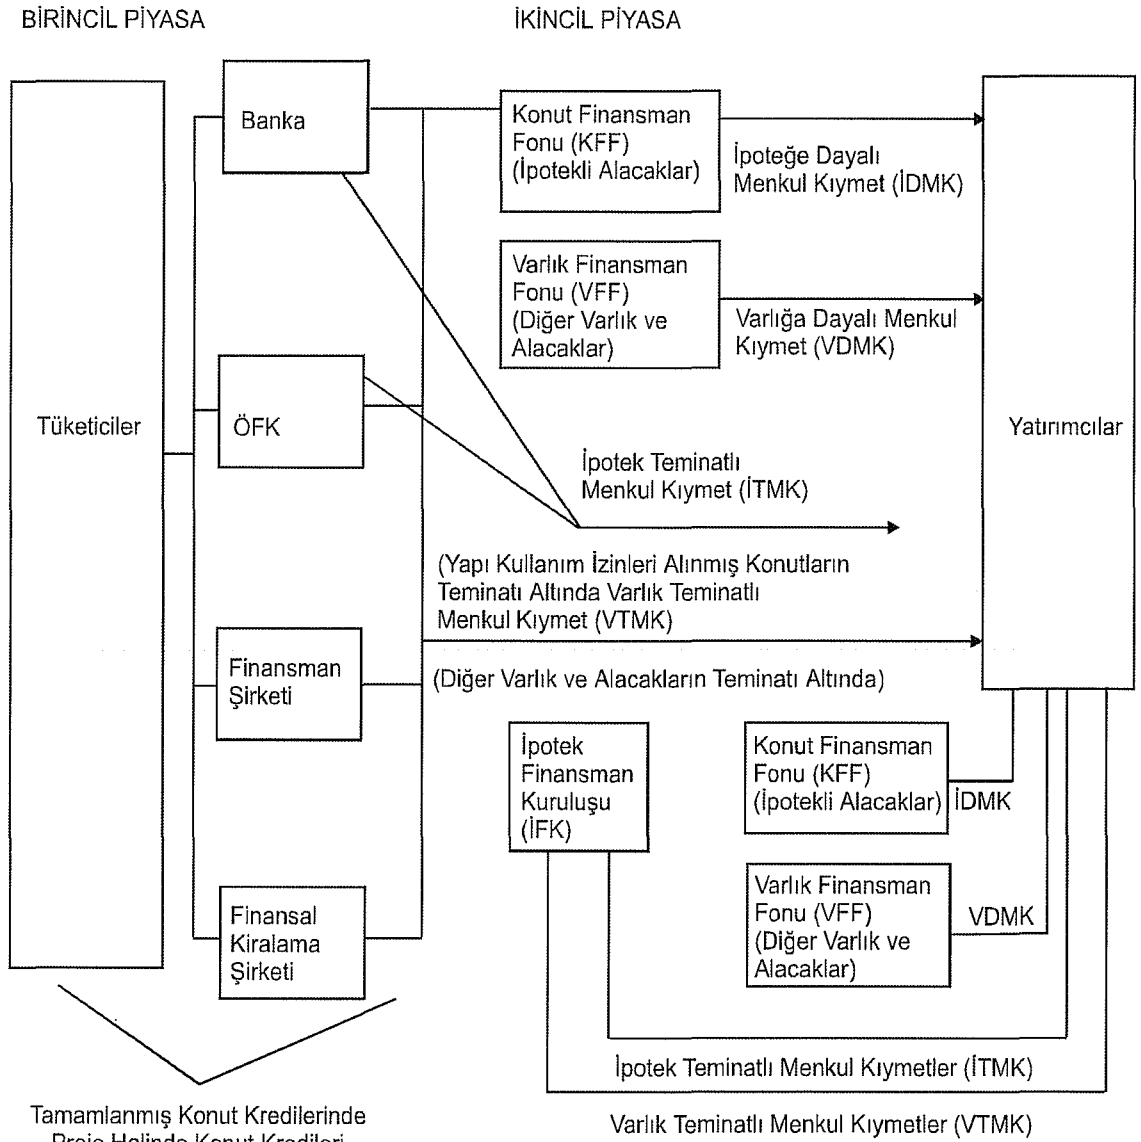 BİRİNCİL PİYASA
İKİNCİL PİYASA
Tüketiciler
Banka
ÖFK
Finansman
Şirketi
Finansal
Kiralama
Şirketi
Konut Finansman
Fonu (KFF)
(İpotekli Alacaklar)
İpoteğe Dayalı
Menkul Kıymet (İDMK)
Varlık Finansman
Fonu (VFF)
(Diğer Varlık ve
Alacaklar)
Varlığa Dayalı Menkul
Kıymet (VDMK)
Yatırımcılar
İpotek Teminatlı
Menkul Kıymet (İTMK)
(Yapı Kullanım İzinleri Alınmış Konutların
Teminatı Altında Varlık Teminatlı
Menkul Kıymet (VTMK)
(Diğer Varlık ve Alacakların Teminatı Altında)
İpotek
Finansman
Kuruluşu
(İFK)
Konut Finansman
Fonu (KFF)
(İpotekli Alacaklar)
İDMK
Varlık Finansman
Fonu (VFF)
(Diğer Varlık ve
Alacaklar)
VDMK
İpotek Teminatlı Menkul Kıymetler (İTMK)
Varlık Teminatlı Menkul Kıymetler (VTMK)
Tamamlanmış Konut Kredilerinde
Proje Halinde Konut Kredileri